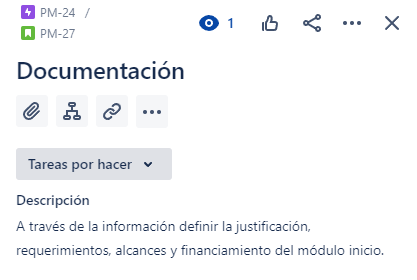 PM-24 /
PM-27
1
Documentación
Tareas por hacer
Descripción
A través de la información definir la justificación,
requerimientos, alcances y financiamiento del módulo inicio.